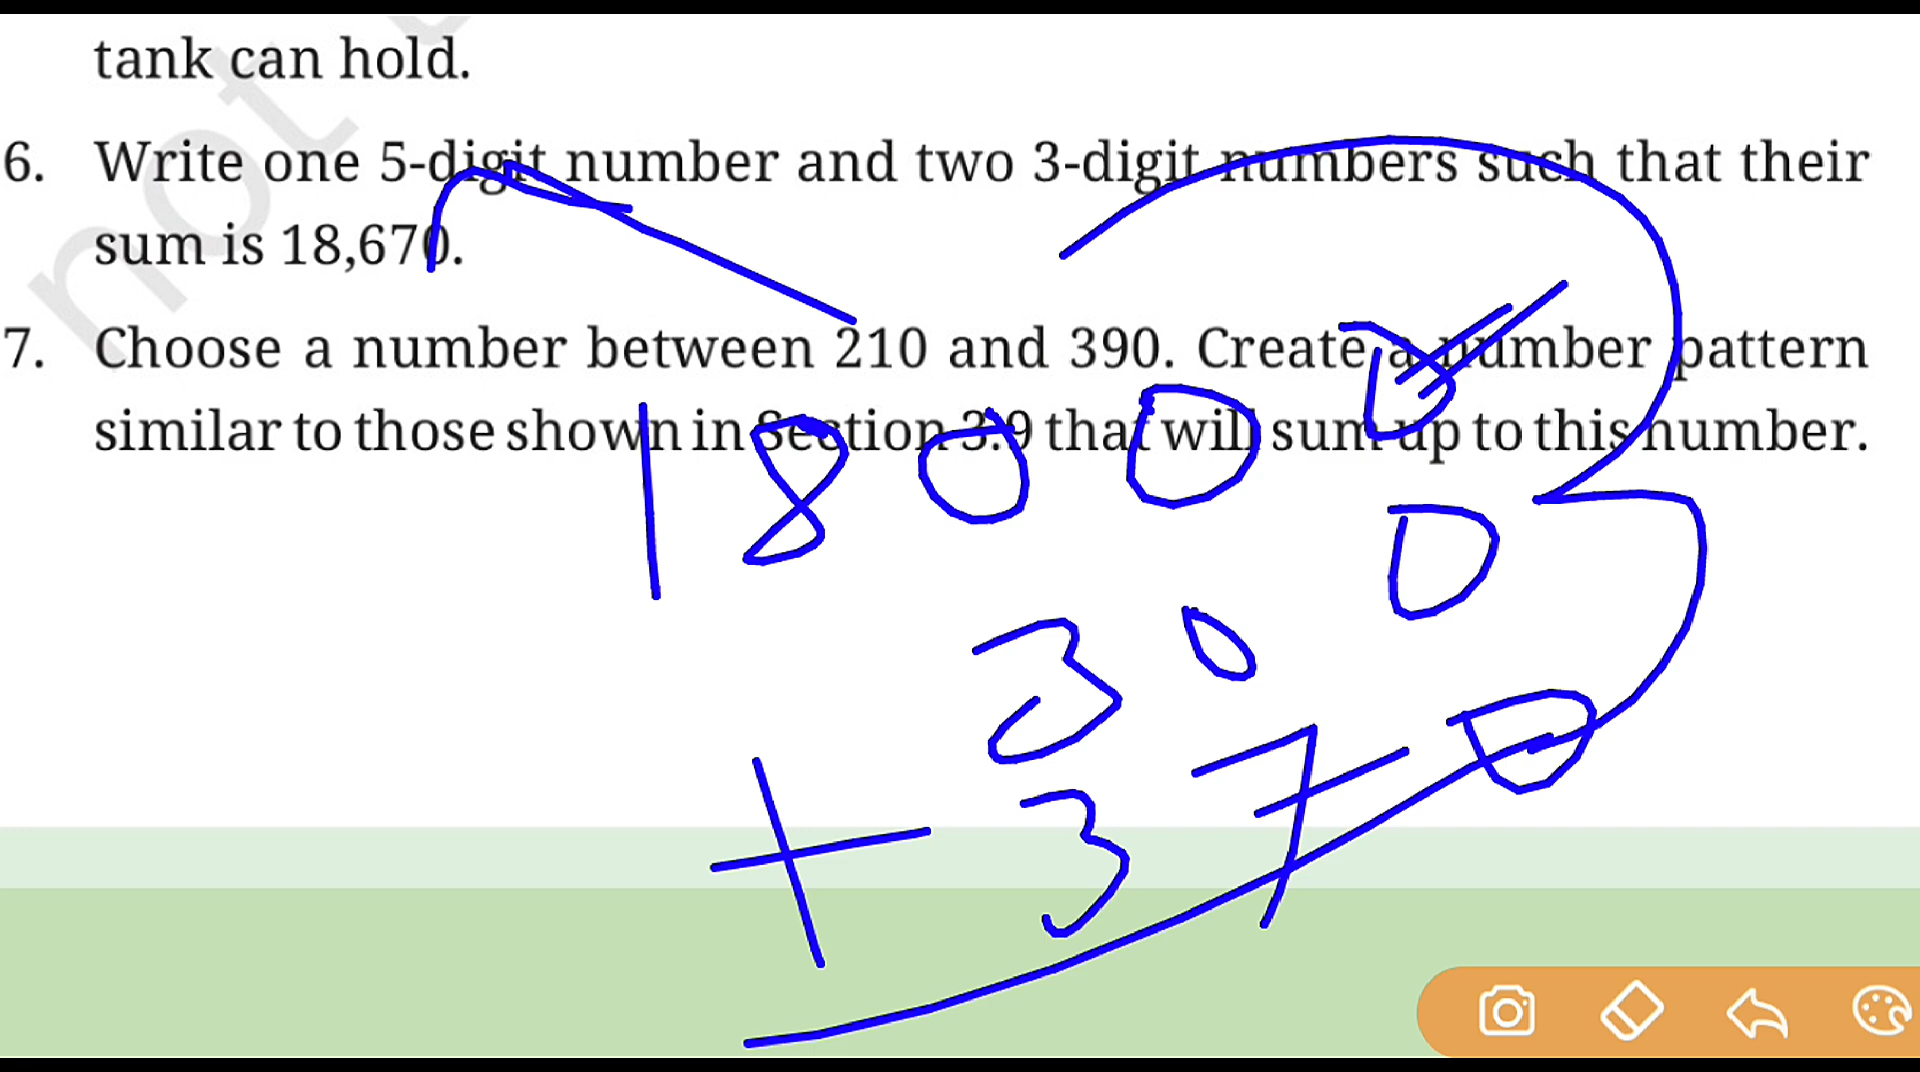 tank can hold.
6. Write one 5-digit number and two 3-digit numbers such that their
sum is 18,670.
7. Choose a number between 210 and 390. Create a number pattern
similar to those shown in Section 3.9 that will sum up to this number.
18000
300
+ 370
not